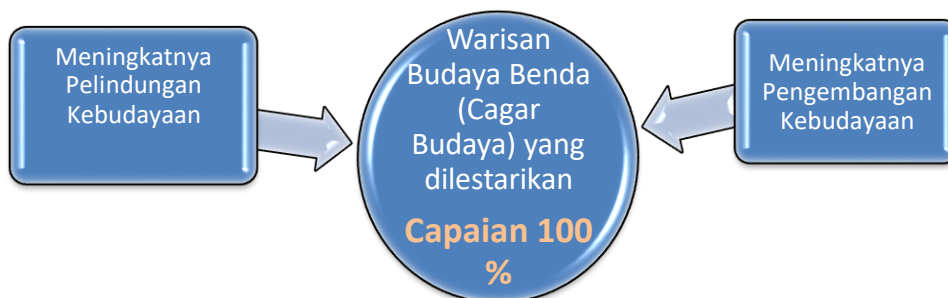 Meningkatnya
Pelindungan
Kebudayaan
Warisan
Budaya Benda
(Cagar
Budaya) yang
dilestarikan
Capaian 100
%
Meningkatnya
Pengembangan
Kebudayaan